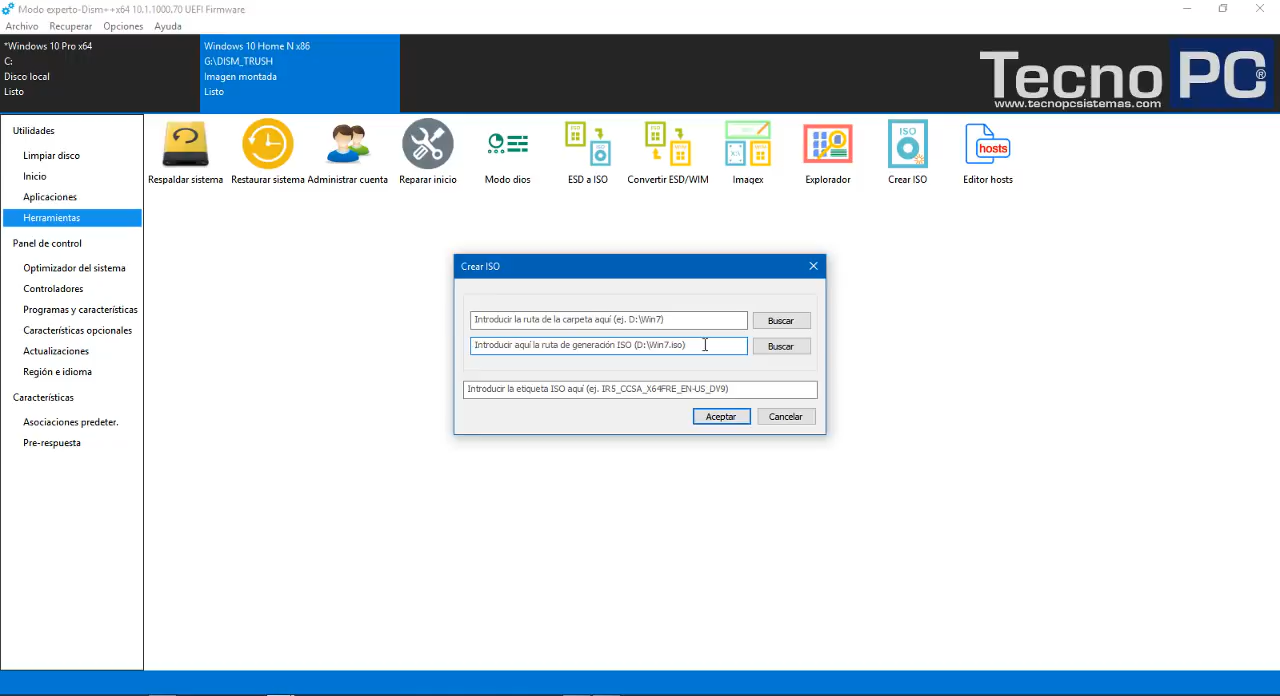 Modo experto-Dism++x64 10.1.1000.70 UEFI Firmware
Archivo Recuperar Opciones Ayuda
*Windows 10 Pro x64
C:
Disco local
Listo
Windows 10 Home N x86
G:\DISM_TRUSH
Imagen montada
Listo
TecnoPC®
www.tecnopcsistemas.com
Utilidades
Limpiar disco
Inicio
Aplicaciones
Herramientas
Panel de control
Optimizador del sistema
Controladores
Programas y características
Características opcionales
Actualizaciones
Región e idioma
Características
Asociaciones predeter.
Pre-respuesta
Respaldar sistema
Restaurar sistema
Administrar cuenta
Reparar inicio
Modo dios
ESD a ISO
Convertir ESD/WIM
Imagex
Explorador
ISO
Crear ISO
hosts
Editor hosts
Crear ISO
Introducir la ruta de la carpeta aquí (ej. D:\Win7)
Buscar
Introducir aquí la ruta de generación ISO (D:\Win7.iso)
Buscar
Introducir la etiqueta ISO aquí (ej. IR5_CCSA_X64FRE_EN-US_DV9)
Aceptar
Cancelar